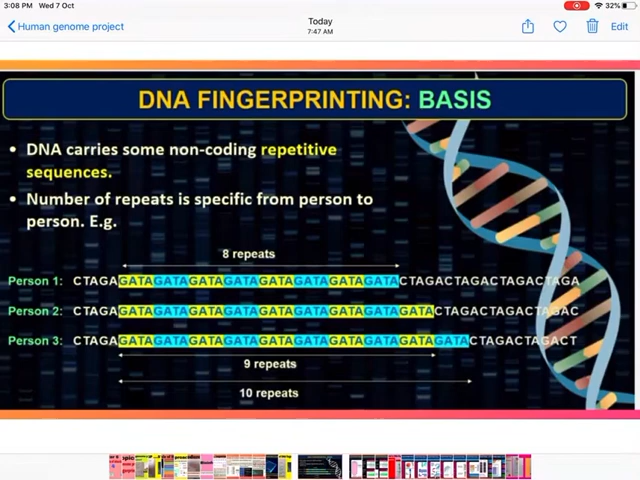 3:08 PM Wed 7 Oct
32%
Human genome project
Today
7:47 AM
Edit
DNA FINGERPRINTING: BASIS
• DNA carries some non-coding repetitive
sequences.
• Number of repeats is specific from person to
person. E.g.
8 repeats
Person 1: CTAGAGATAGATAGATAGATAGATAGATAGATAGATACTAGACTAGACTAGACTAGA
Person 2: CTAGAGATAGATAGATAGATAGATAGATAGATAGATAGATACTAGACTAGACTAGAC
Person 3: CTAGAGATAGATAGATAGATAGATAGATAGATAGATAGATAGATACTAGACTAGACT
9 repeats
10 repeats